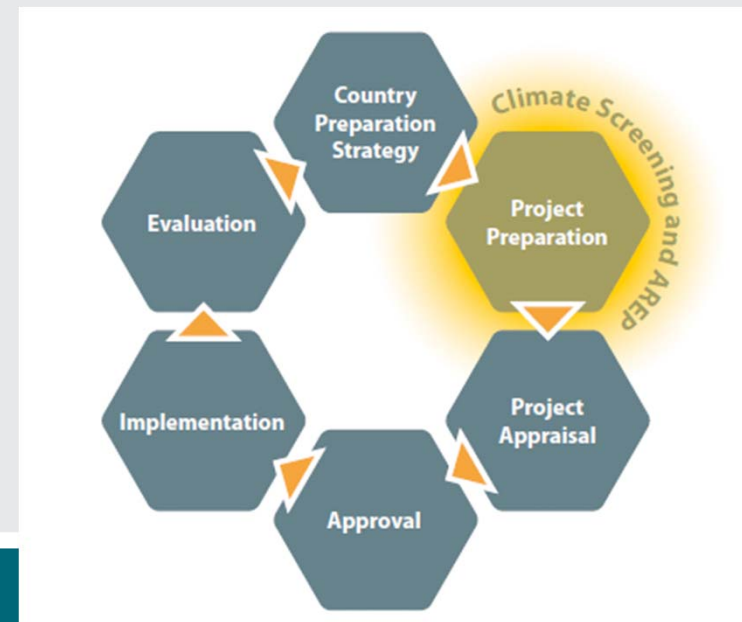 Country
Preparation
Strategy
Climate Screening and AREP
Project
Preparation
Project
Appraisal
Approval
Implementation
Evaluation